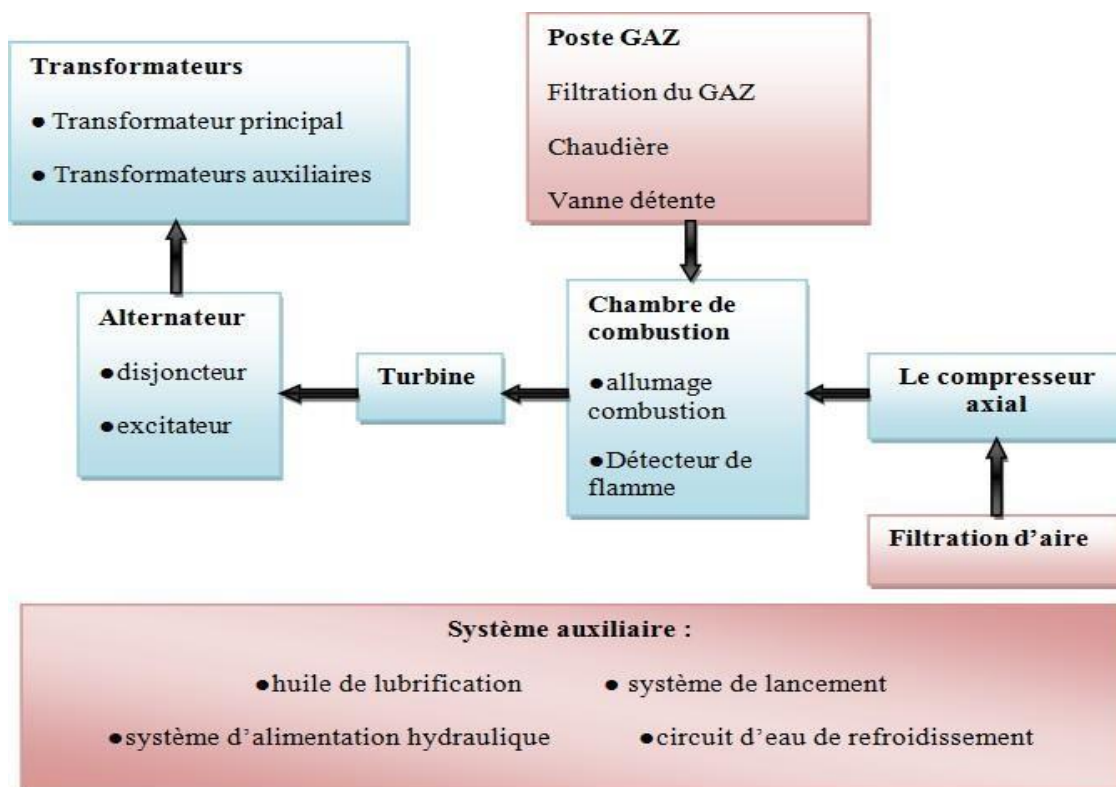 Transformateurs
● Transformateur principal
● Transformateurs auxiliaires
Poste GAZ
Filtration du GAZ
Chaudière
Vanne détente
Alternateur
●disjoncteur
●excitateur
Turbine
Chambre de
combustion
●allumage
combustion
●Détecteur de
flamme
Le compresseur
axial
Filtration d'aire
Système auxiliaire :
●huile de lubrification ● système de lancement
●système d'alimentation hydraulique ●circuit d'eau de refroidissement